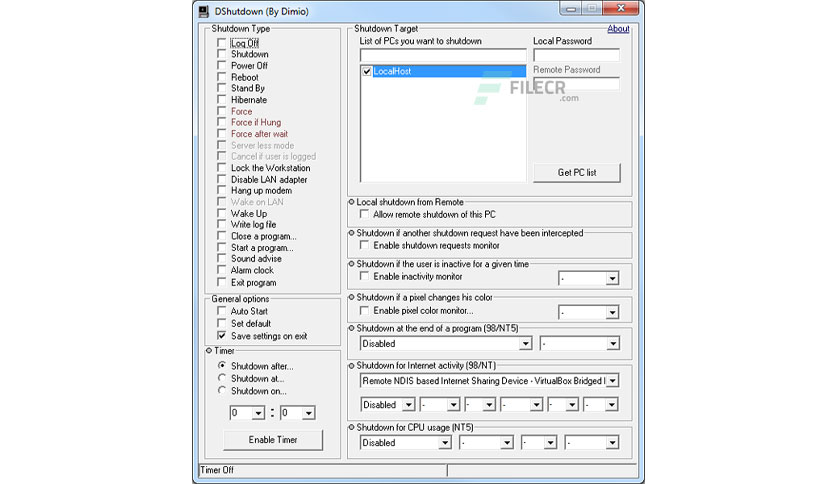 DShutdown (By Dimio)
Shutdown Type
Log Off
Shutdown
Power Off
Reboot
Stand By
Hibernate
Force
Force if Hung
Force after wait
Server less mode
Cancel if user is logged
Lock the Workstation
Disable LAN adapter
Hang up modem
Wake on LAN
Wake Up
Write log file
Close a program...
Start a program...
Sound advise
Alarm clock
Exit program
General options
Auto Start
Set default
Save settings on exit
Timer
Shutdown after...
Shutdown at...
Shutdown on...
0 : 0
Enable Timer
Timer Off
Shutdown Target
About
List of PCs you want to shutdown
Local Password
LocalHost
Remote Password
FILECR
.com
Get PC list
Local shutdown from Remote
Allow remote shutdown of this PC
Shutdown if another shutdown request have been intercepted
Enable shutdown requests monitor
Shutdown if the user is inactive for a given time
Enable inactivity monitor
-
Shutdown if a pixel changes his color
Enable pixel color monitor...
-
Shutdown at the end of a program (98/NT5)
Disabled -
Shutdown for Internet activity (98/NT)
Remote NDIS based Internet Sharing Device - VirtualBox Bridged
Disabled - - - - -
Shutdown for CPU usage (NT5)
Disabled - - -